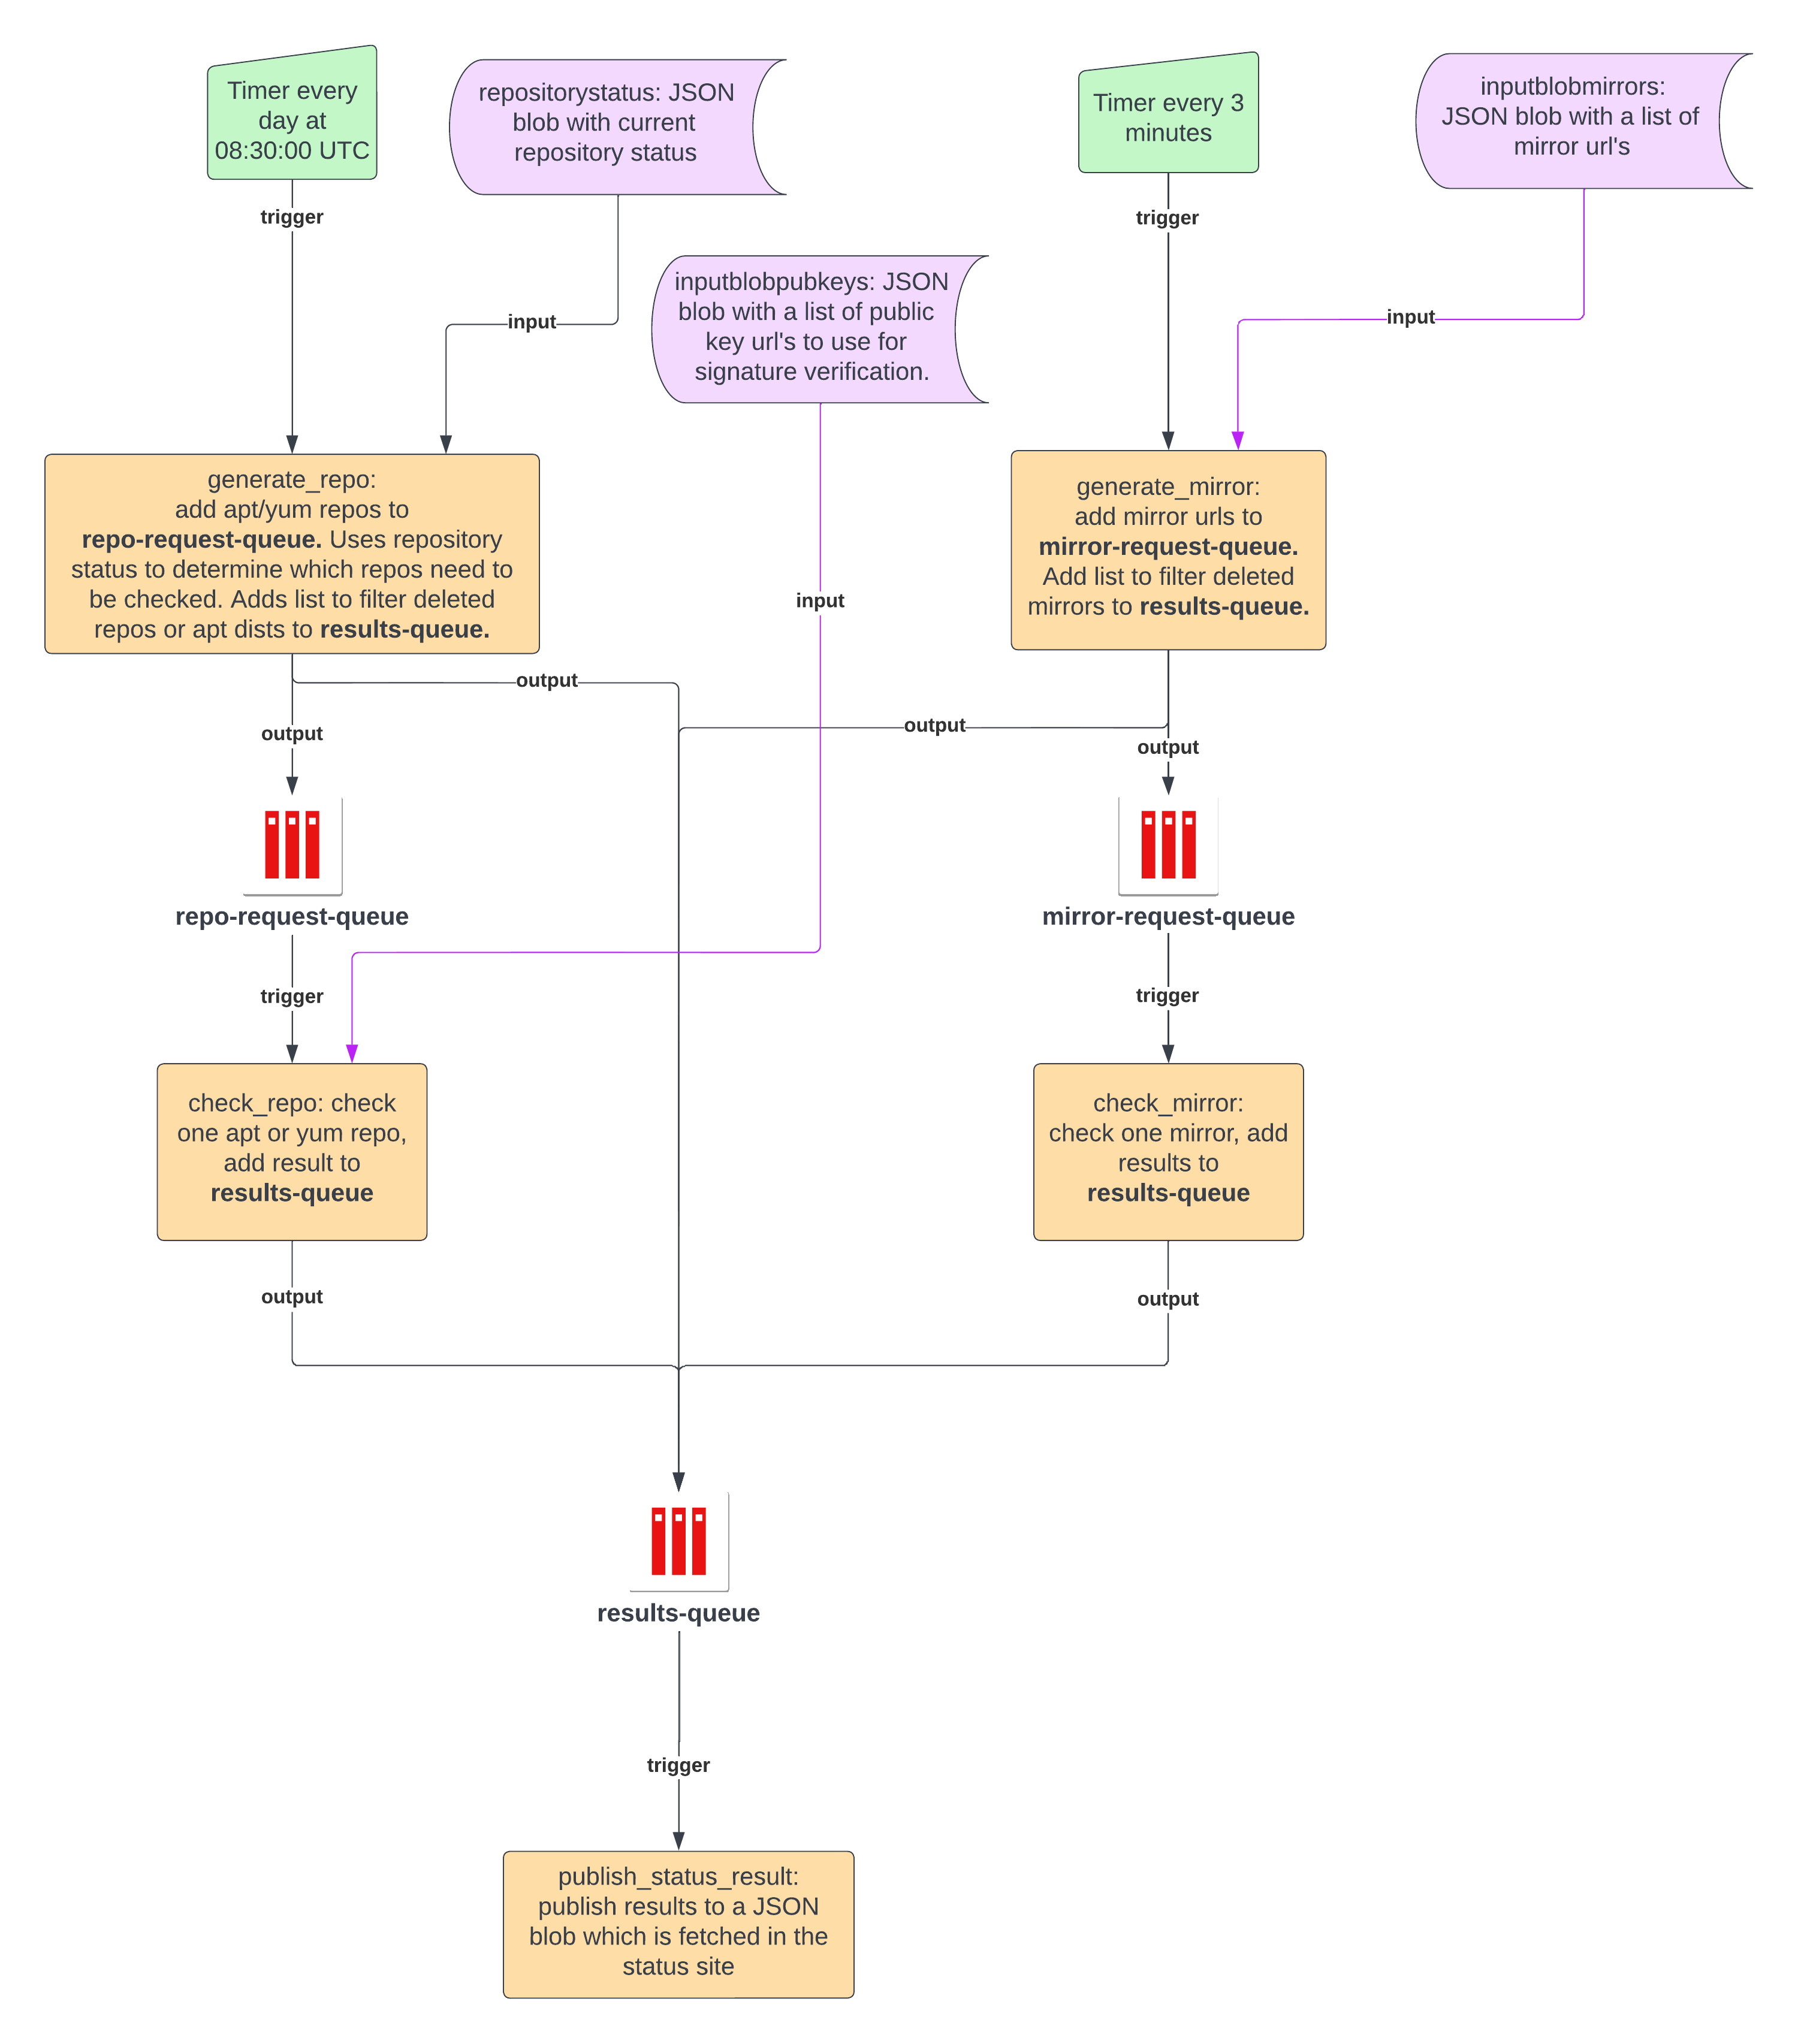 Timer every
day at
08:30:00 UTC
repositorystatus: JSON
blob with current
repository status
Timer every 3
minutes
inputblobmirrors:
JSON blob with a list of
mirror url's
trigger
trigger
inputblobpubkeys: JSON
blob with a list of public
key url's to use for
signature verification.
input
input
generate_repo:
add apt/yum repos to
repo-request-queue. Uses repository
status to determine which repos need to
be checked. Adds list to filter deleted
repos or apt dists to results-queue.
generate_mirror:
add mirror urls to
mirror-request-queue.
Add list to filter deleted
mirrors to results-queue.
input
output
output
output
output
repo-request-queue
mirror-request-queue
trigger
trigger
check_repo: check
one apt or yum repo,
add result to
results-queue
check_mirror:
check one mirror, add
results to
results-queue
output
output
results-queue
trigger
publish_status_result:
publish results to a JSON
blob which is fetched in the
status site